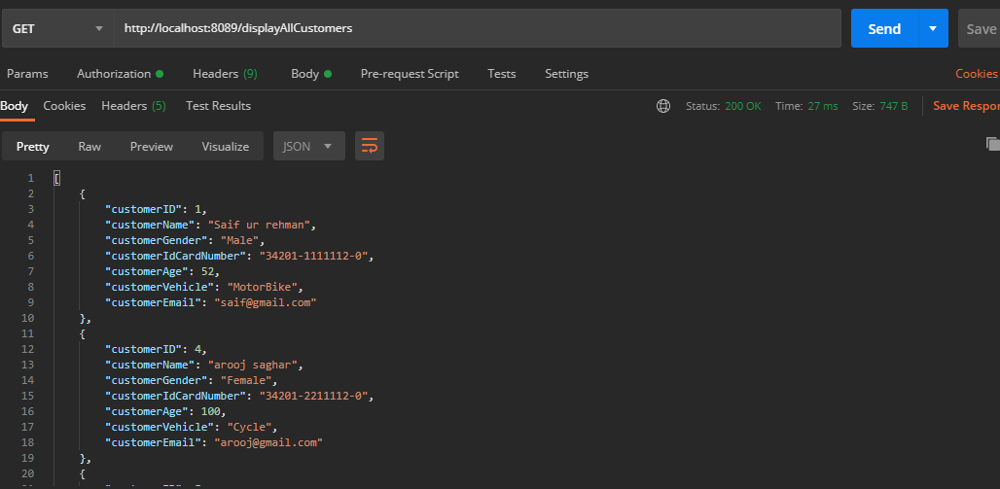 GET http://localhost:8089/displayAllCustomers Send Save
Params Authorization Headers (9) Body Pre-request Script Tests Settings Cookies
Body Cookies Headers (5) Test Results Status: 200 OK Time: 27 ms Size: 747 B Save Respon
Pretty Raw Preview Visualize JSON
1 [
2 {
3 "customerID": 1,
4 "customerName": "Saif ur rehman",
5 "customerGender": "Male",
6 "customerIdCardNumber": "34201-1111112-0",
7 "customerAge": 52,
8 "customerVehicle": "MotorBike",
9 "customerEmail": "saif@gmail.com"
10 },
11 {
12 "customerID": 4,
13 "customerName": "arooj saghar",
14 "customerGender": "Female",
15 "customerIdCardNumber": "34201-2211112-0",
16 "customerAge": 100,
17 "customerVehicle": "Cycle",
18 "customerEmail": "arooj@gmail.com"
19 },
20 {